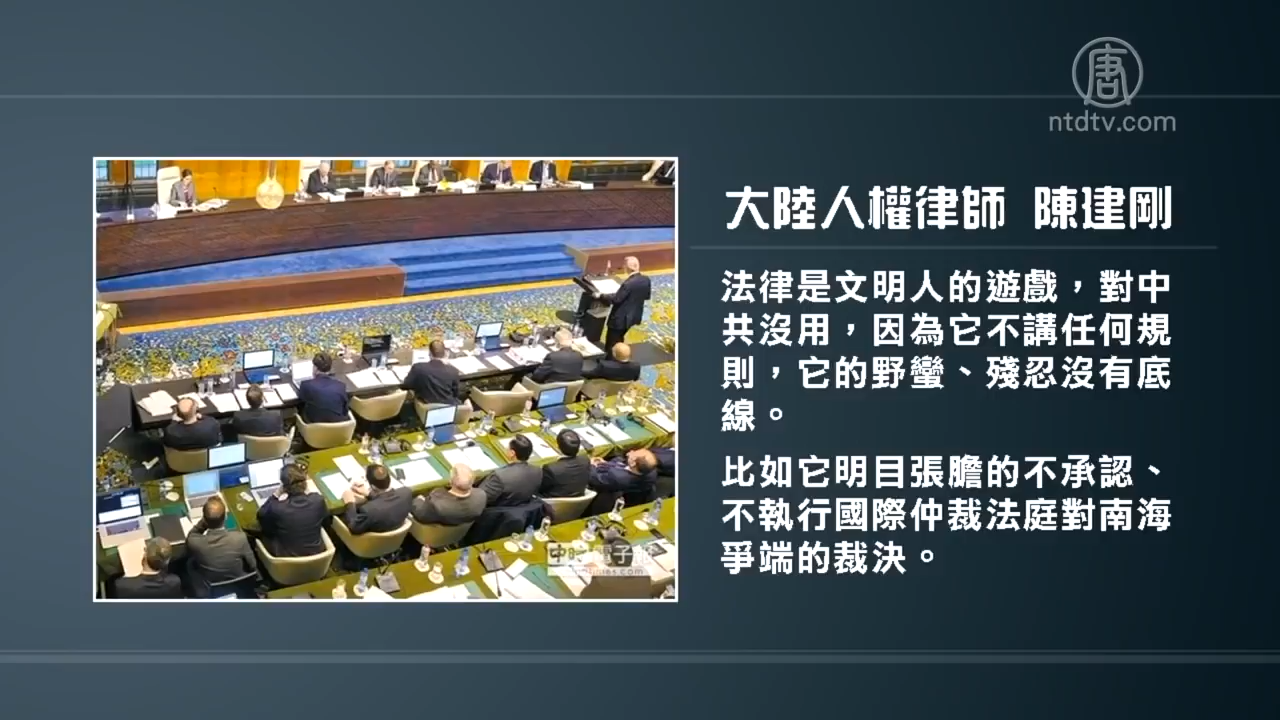 唐
ntdtv.com
大陸人權律師 陳建剛
法律是文明人的遊戲，對中
共沒用，因為它不講任何規
則，它的野蠻、殘忍沒有底
線。
比如它明目張膽的不承認、
不執行國際仲裁法庭對南海
爭端的裁決。